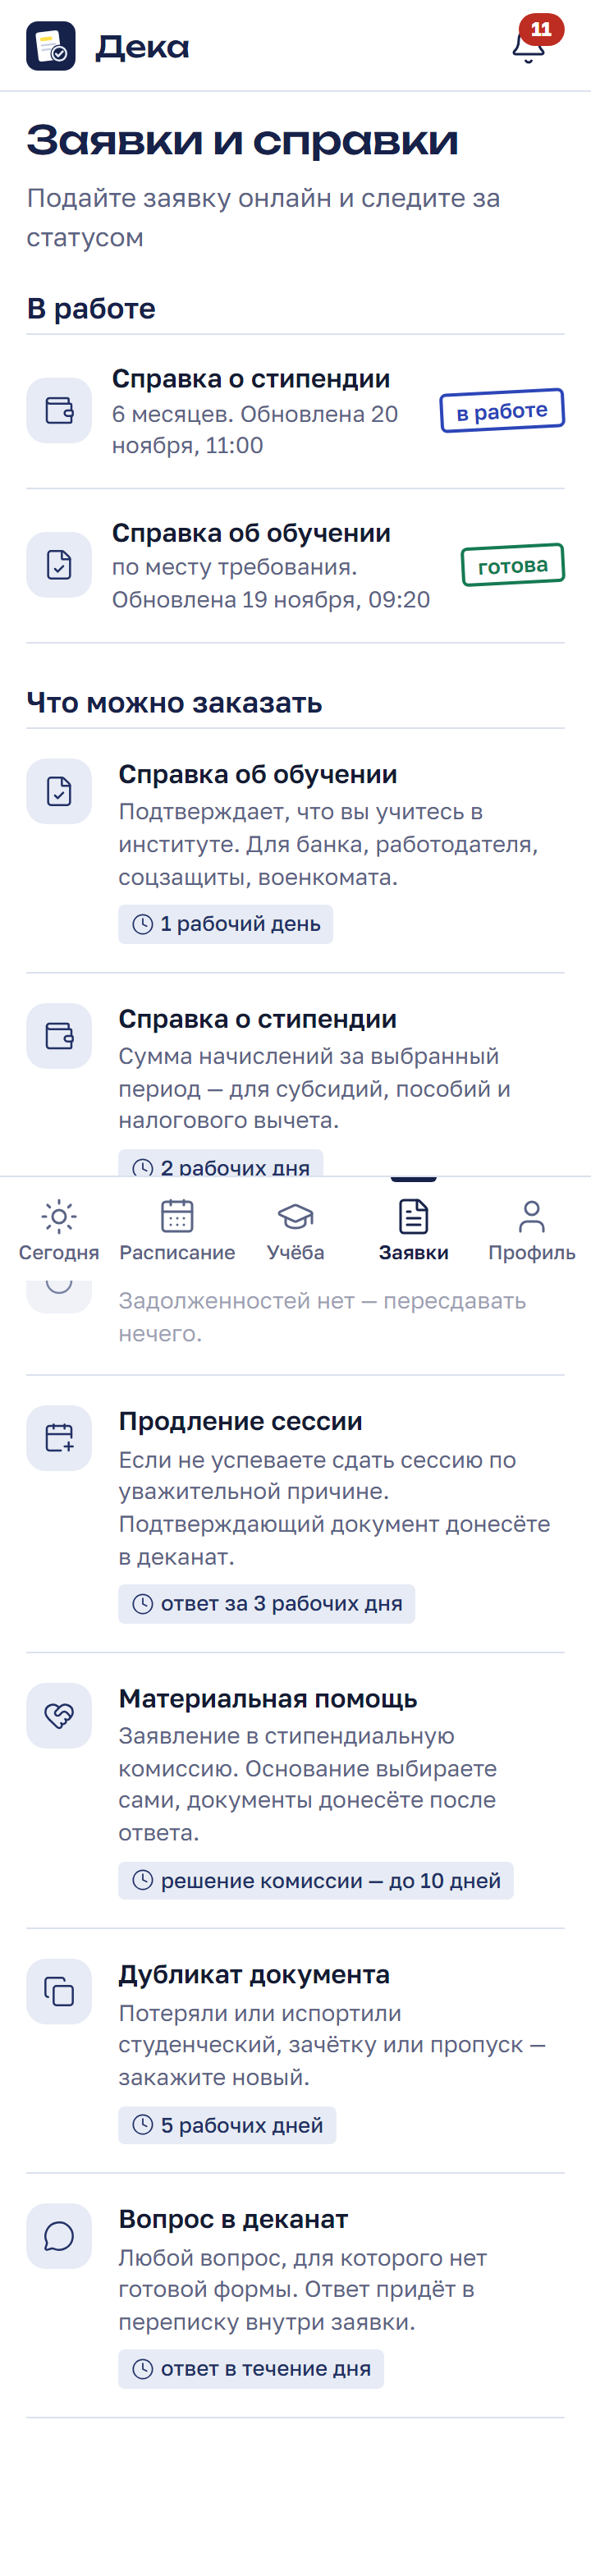 Дека
11
Заявки и справки
Подайте заявку онлайн и следите за
статусом
В работе
Справка о стипендии
6 месяцев. Обновлена 20
ноября, 11:00
в работе
Справка об обучении
по месту требования.
Обновлена 19 ноября, 09:20
готова
Что можно заказать
Справка об обучении
Подтверждает, что вы учитесь в
институте. Для банка, работодателя,
соцзащиты, военкомата.
1 рабочий день
Справка о стипендии
Сумма начислений за выбранный
период — для субсидий, пособий и
налогового вычета.
2 рабочих дня
Сегодня
Расписание
Учёба
Заявки
Профиль
Задолженностей нет — пересдавать
нечего.
Продление сессии
Если не успеваете сдать сессию по
уважительной причине.
Подтверждающий документ донесёте
в деканат.
ответ за 3 рабочих дня
Материальная помощь
Заявление в стипендиальную
комиссию. Основание выбираете
сами, документы донесёте после
ответа.
решение комиссии — до 10 дней
Дубликат документа
Потеряли или испортили
студенческий, зачётку или пропуск —
закажите новый.
5 рабочих дней
Вопрос в деканат
Любой вопрос, для которого нет
готовой формы. Ответ придёт в
переписку внутри заявки.
ответ в течение дня